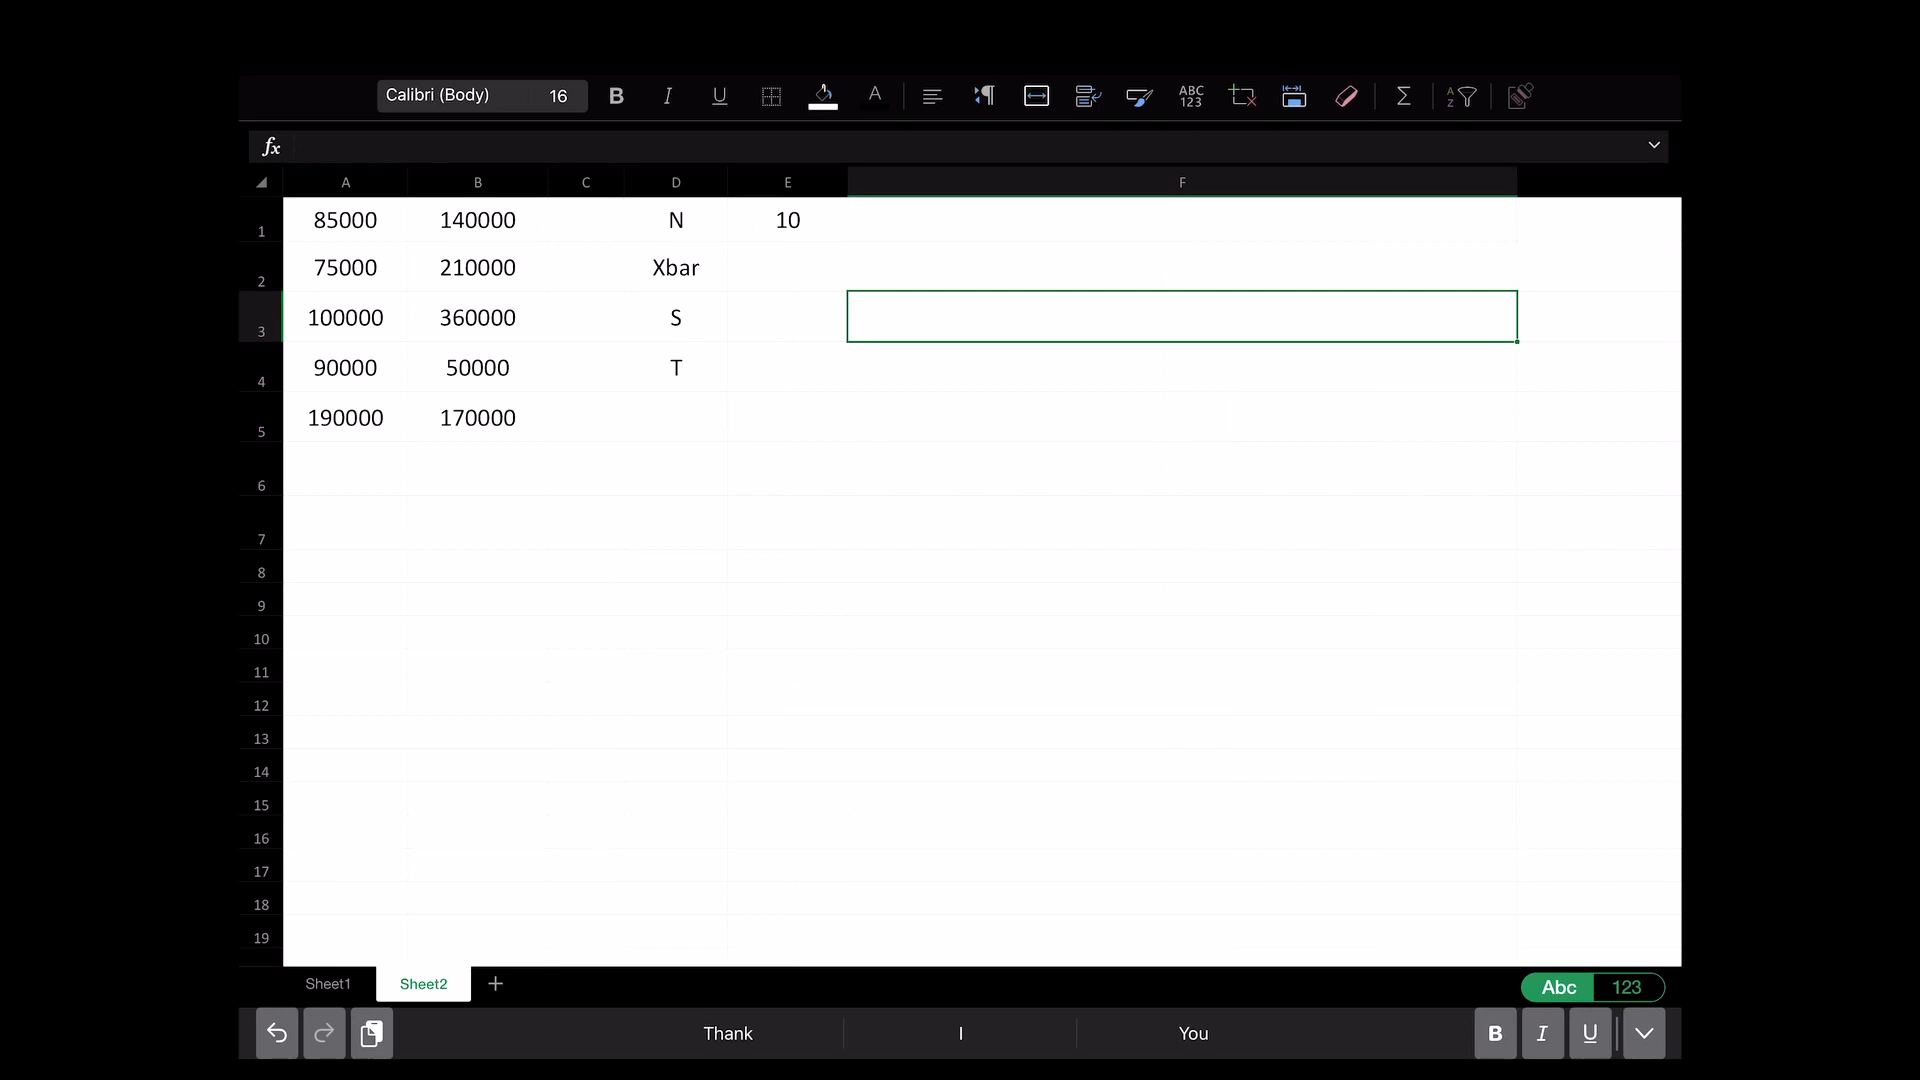 Calibri (Body) 16 B I U A ABC 123 Σ A Z
fx
A B C D E F
1 85000 140000 N 10
2 75000 210000 Xbar
3 100000 360000 S
4 90000 50000 T
5 190000 170000
6
7
8
9
10
11
12
13
14
15
16
17
18
19
Sheet1 Sheet2 + Abc 123
Thank I You B I U